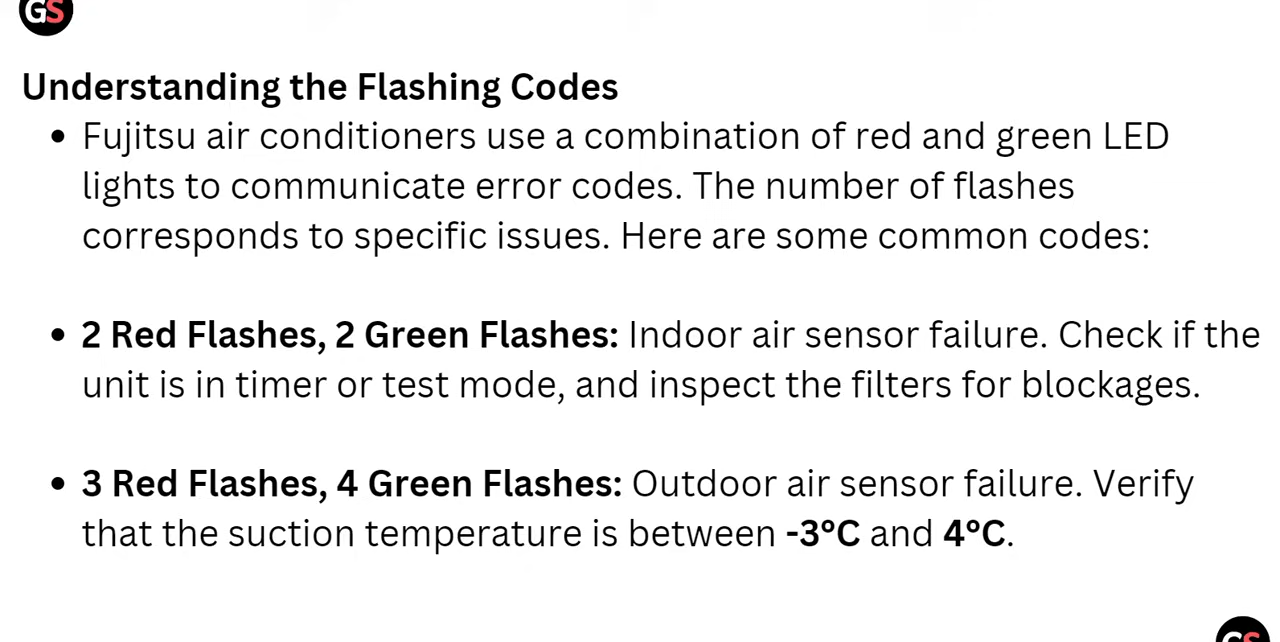 GS
Understanding the Flashing Codes
• Fujitsu air conditioners use a combination of red and green LED
lights to communicate error codes. The number of flashes
corresponds to specific issues. Here are some common codes:
• 2 Red Flashes, 2 Green Flashes: Indoor air sensor failure. Check if the
unit is in timer or test mode, and inspect the filters for blockages.
• 3 Red Flashes, 4 Green Flashes: Outdoor air sensor failure. Verify
that the suction temperature is between -3°C and 4°C.
GS